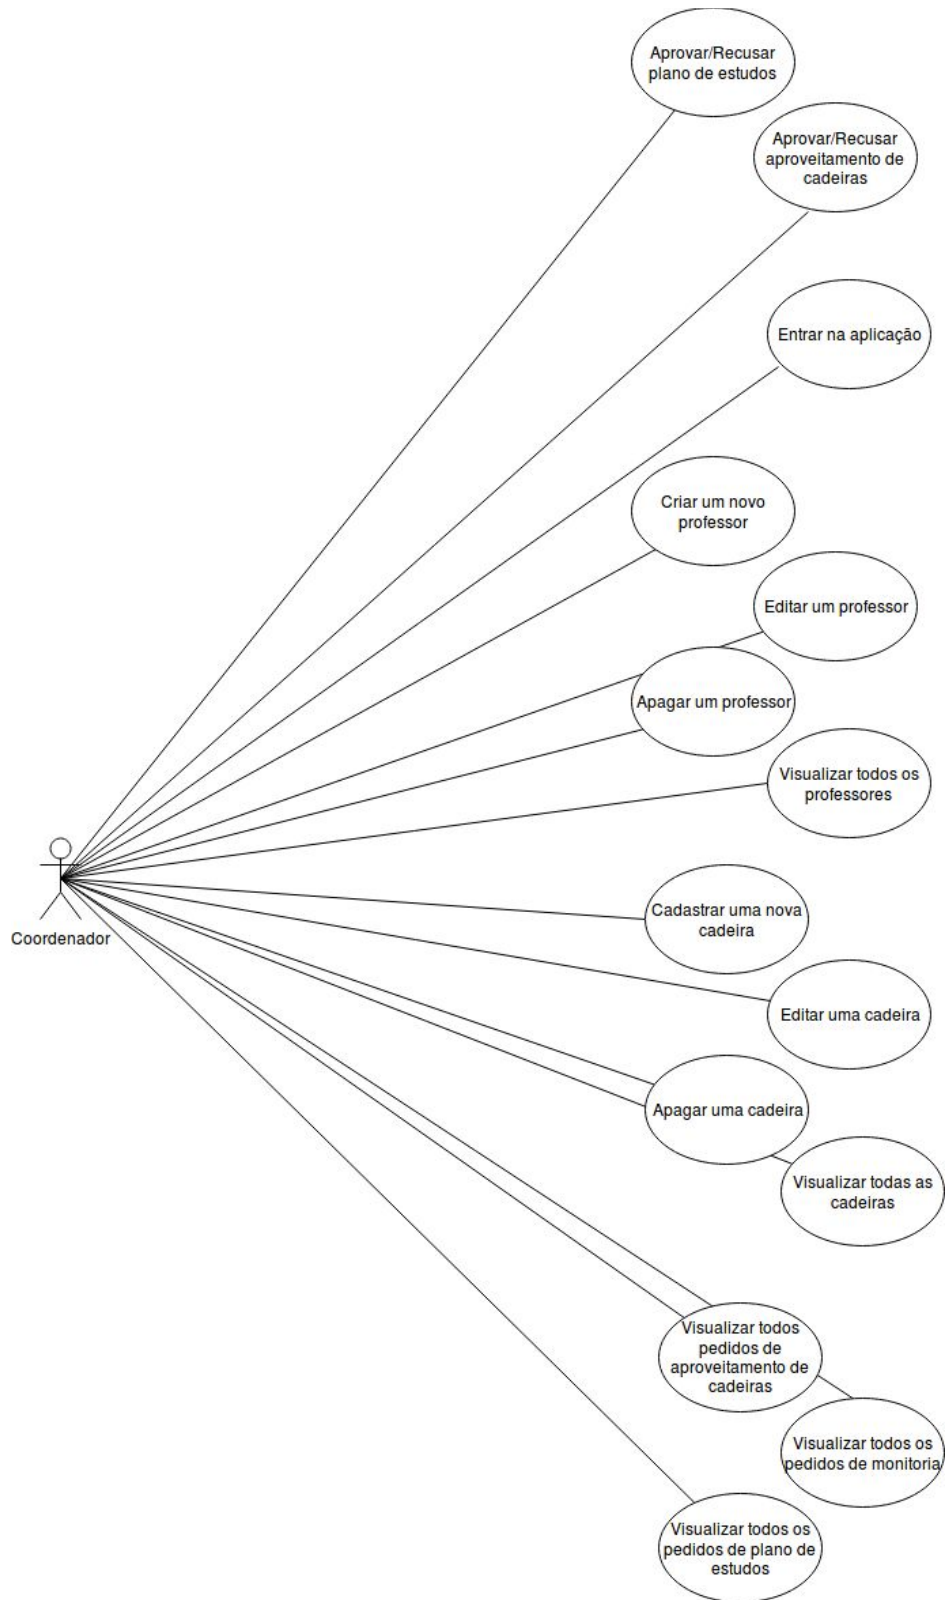 Aprovar/Recusar
plano de estudos
Aprovar/Recusar
aproveitamento de
cadeiras
Entrar na aplicação
Criar um novo
professor
Editar um professor
Apagar um professor
Visualizar todos os
professores
Coordenador
Cadastrar uma nova
cadeira
Editar uma cadeira
Apagar uma cadeira
Visualizar todas as
cadeiras
Visualizar todos
pedidos de
aproveitamento de
cadeiras
Visualizar todos os
pedidos de monitoria
Visualizar todos os
pedidos de plano de
estudos